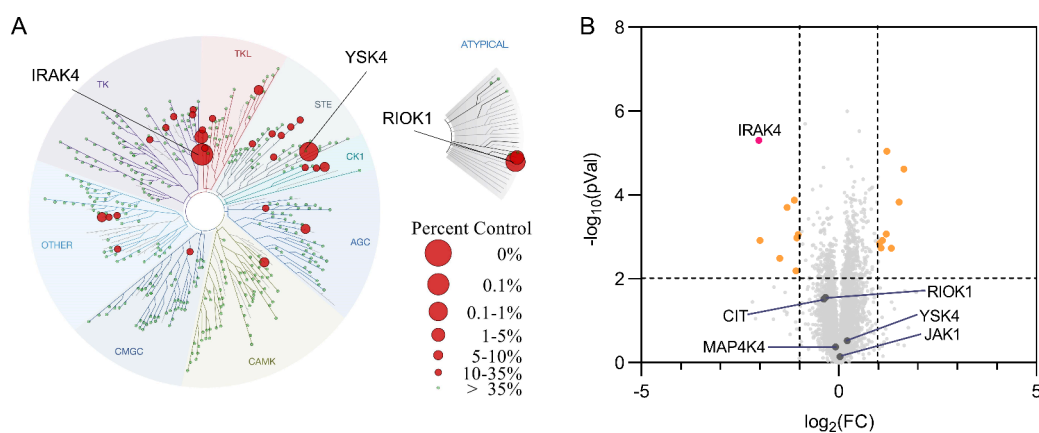 A
IRAK4
TK
TKL
YSK4
STE
CK1
AGC
CAMK
CMGC
OTHER
ATYPICAL
RIOK1
Percent Control
0%
0.1%
0.1-1%
1-5%
5-10%
10-35%
> 35%
B
-log10(pVal)
8
6
4
2
0
IRAK4
RIOK1
CIT
YSK4
MAP4K4
JAK1
-5
0
5
log2(FC)